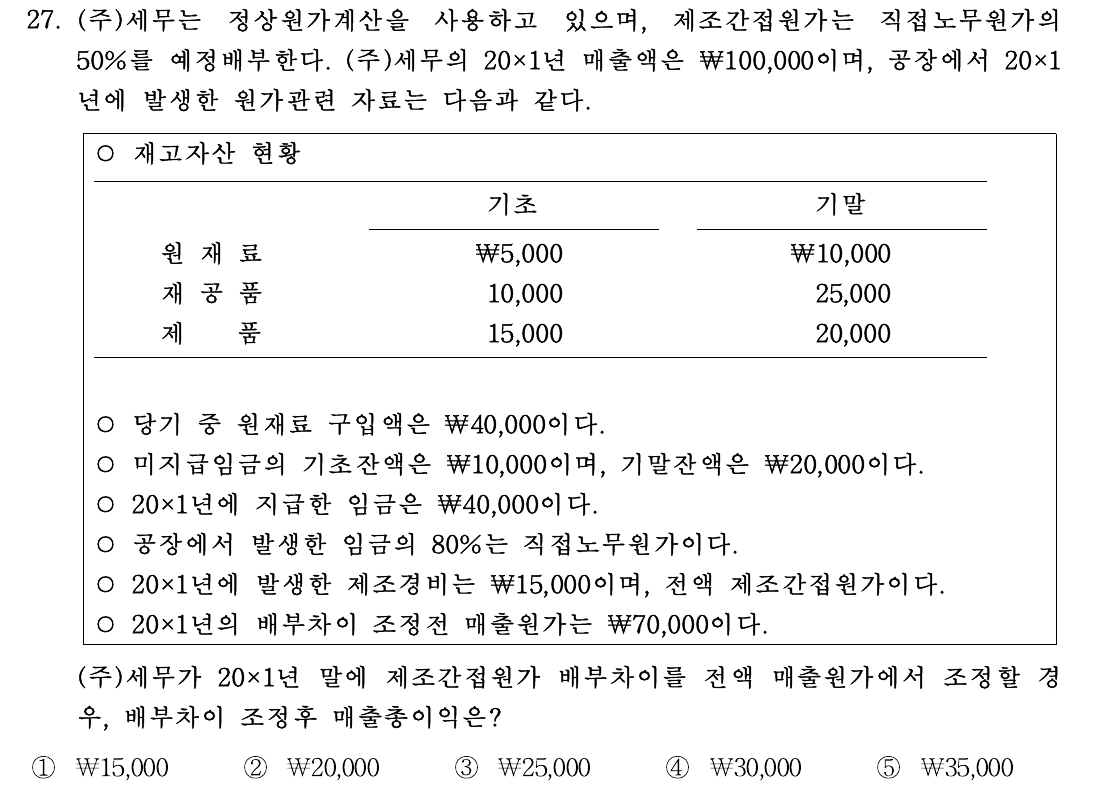 27. (주)세무는 정상원가계산을 사용하고 있으며, 제조간접원가는 직접노무원가의
50%를 예정배부한다. (주)세무의 20×1년 매출액은 ₩100,000이며, 공장에서 20×1
년에 발생한 원가관련 자료는 다음과 같다.
○ 재고자산 현황
기초 기말
원 재 료 ₩5,000 ₩10,000
재 공 품 10,000 25,000
제 품 15,000 20,000
○ 당기 중 원재료 구입액은 ₩40,000이다.
○ 미지급임금의 기초잔액은 ₩10,000이며, 기말잔액은 ₩20,000이다.
○ 20×1년에 지급한 임금은 ₩40,000이다.
○ 공장에서 발생한 임금의 80%는 직접노무원가이다.
○ 20×1년에 발생한 제조경비는 ₩15,000이며, 전액 제조간접원가이다.
○ 20×1년의 배부차이 조정전 매출원가는 ₩70,000이다.
(주)세무가 20×1년 말에 제조간접원가 배부차이를 전액 매출원가에서 조정할 경
우, 배부차이 조정후 매출총이익은?
① ₩15,000 ② ₩20,000 ③ ₩25,000 ④ ₩30,000 ⑤ ₩35,000